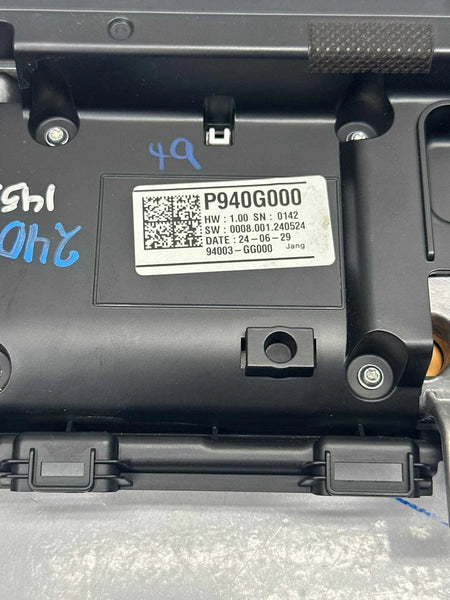 49
P940G000
HW : 1.00 SN : 0142
SW : 0008.001.240524
DATE : 24-06-29
94003-GG000 Jang
145
240